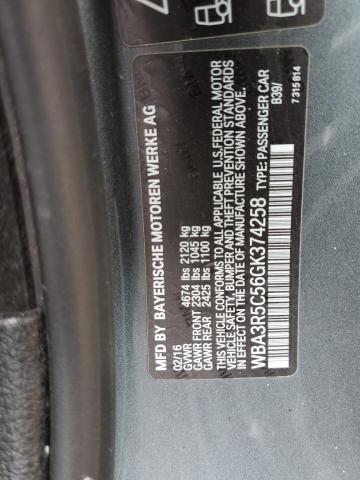 MFD BY BAYERISCHE MOTOREN WERKE AG
02/16
GVWR 4674 lbs 2120 kg
GAWR FRONT 2304 lbs 1045 kg
GAWR REAR 2425 lbs 1100 kg
THIS VEHICLE CONFORMS TO ALL APPLICABLE U.S. FEDERAL MOTOR
VEHICLE SAFETY, BUMPER AND THEFT PREVENTION STANDARDS
IN EFFECT ON THE DATE OF MANUFACTURE SHOWN ABOVE.
WBA3R5C56GK374258 TYPE: PASSENGER CAR
B39/
7315814